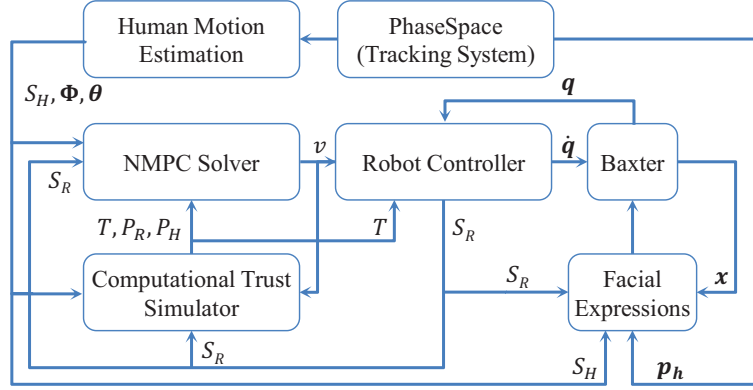 Human Motion
Estimation
PhaseSpace
(Tracking System)
S_H, Φ, θ
q
NMPC Solver
v
Robot Controller
q̇
Baxter
S_R
T, P_R, P_H
T
S_R
Computational Trust
Simulator
S_R
Facial
Expressions
x
S_R
S_H
p_h